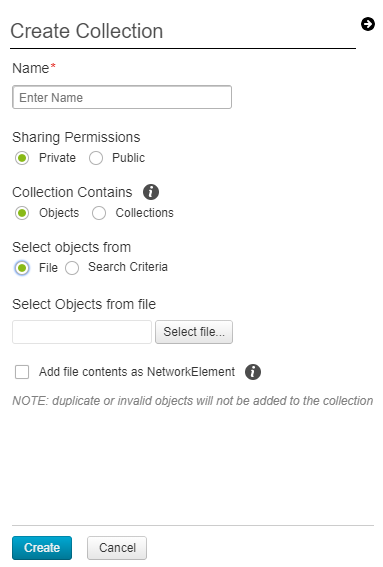 Create Collection
Name*
Enter Name
Sharing Permissions
Private Public
Collection Contains i
Objects Collections
Select objects from
File Search Criteria
Select Objects from file
Select file...
Add file contents as NetworkElement i
NOTE: duplicate or invalid objects will not be added to the collection
Create Cancel